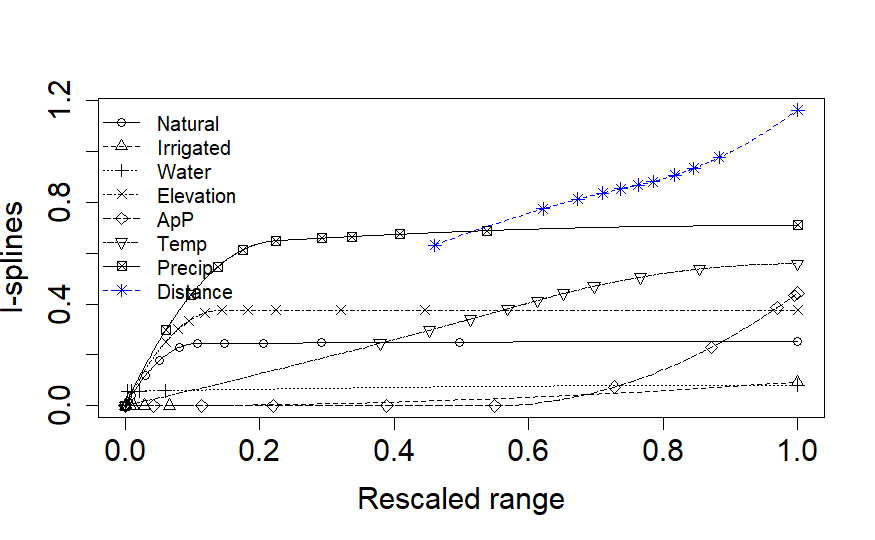 1.2
0.8
0.4
0.0
I-splines
Natural
Irrigated
Water
Elevation
ApP
Temp
Precip
Distance
0.0 0.2 0.4 0.6 0.8 1.0
Rescaled range